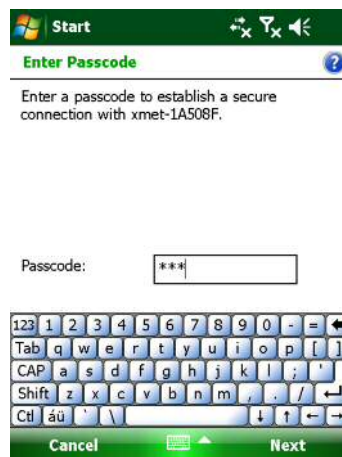 Start
Enter Passcode
?
Enter a passcode to establish a secure
connection with xmet-1A508F.
Passcode: ***
123 1 2 3 4 5 6 7 8 9 0 - =
Tab q w e r t y u i o p [ ]
CAP a s d f g h j k l ; '
Shift z x c v b n m , . /
Ctl áü ` \
Cancel Next